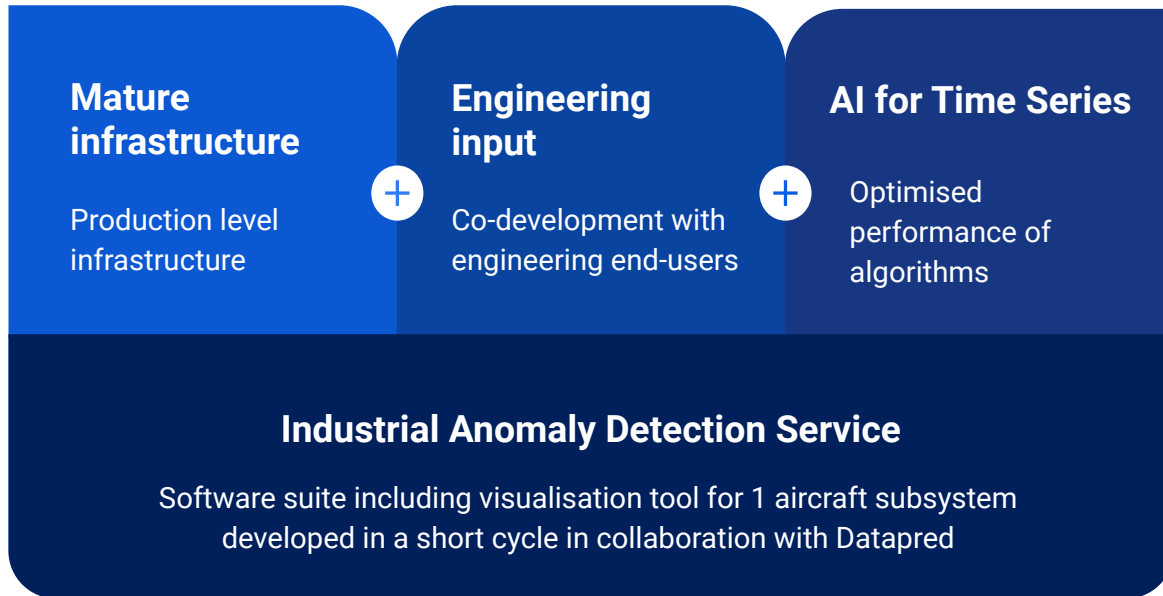 Mature
infrastructure
Production level
infrastructure
+
Engineering
input
Co-development with
engineering end-users
+
AI for Time Series
Optimised
performance of
algorithms
Industrial Anomaly Detection Service
Software suite including visualisation tool for 1 aircraft subsystem
developed in a short cycle in collaboration with Datapred